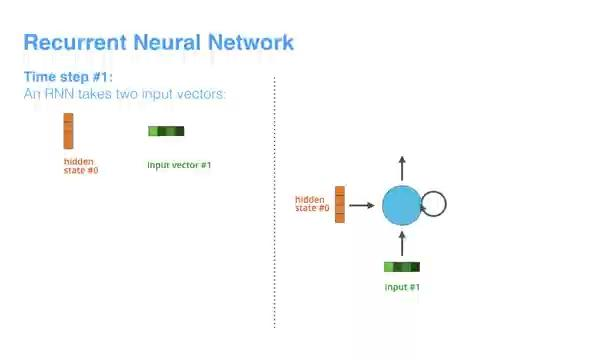 Recurrent Neural Network
Time step #1:
An RNN takes two input vectors:
hidden
state #0
input vector #1
hidden
state #0
input #1